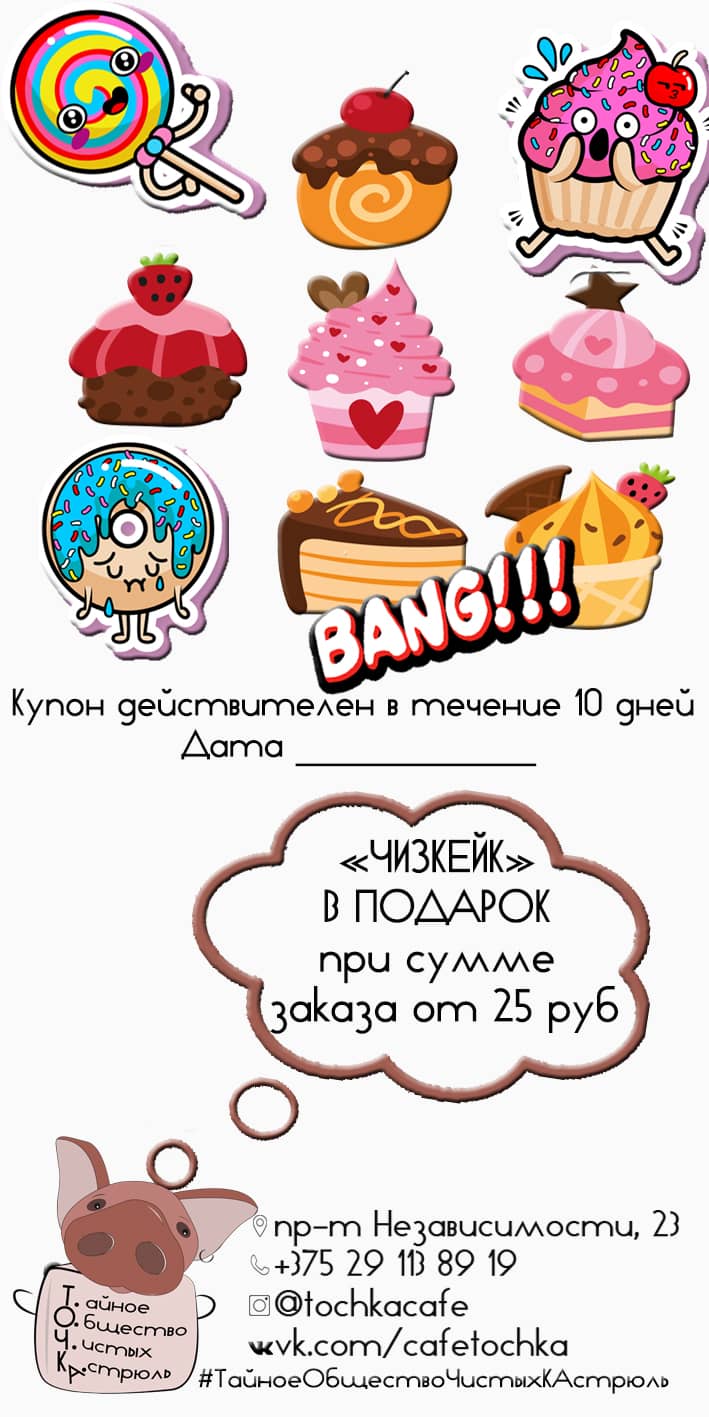 BANG!!!
Купон действителен в течение 10 дней
Дата
«ЧИЗКЕЙК»
В ПОДАРОК
при сумме
заказа от 25 руб
пр-т Независимости, 23
+375 29 113 89 19
@tochkacafe
vk.com/cafetochka
#ТайноеОбществоЧистыхКАстрюль
Т. айное
О. бщество
Ч. истых
КА. стрюль